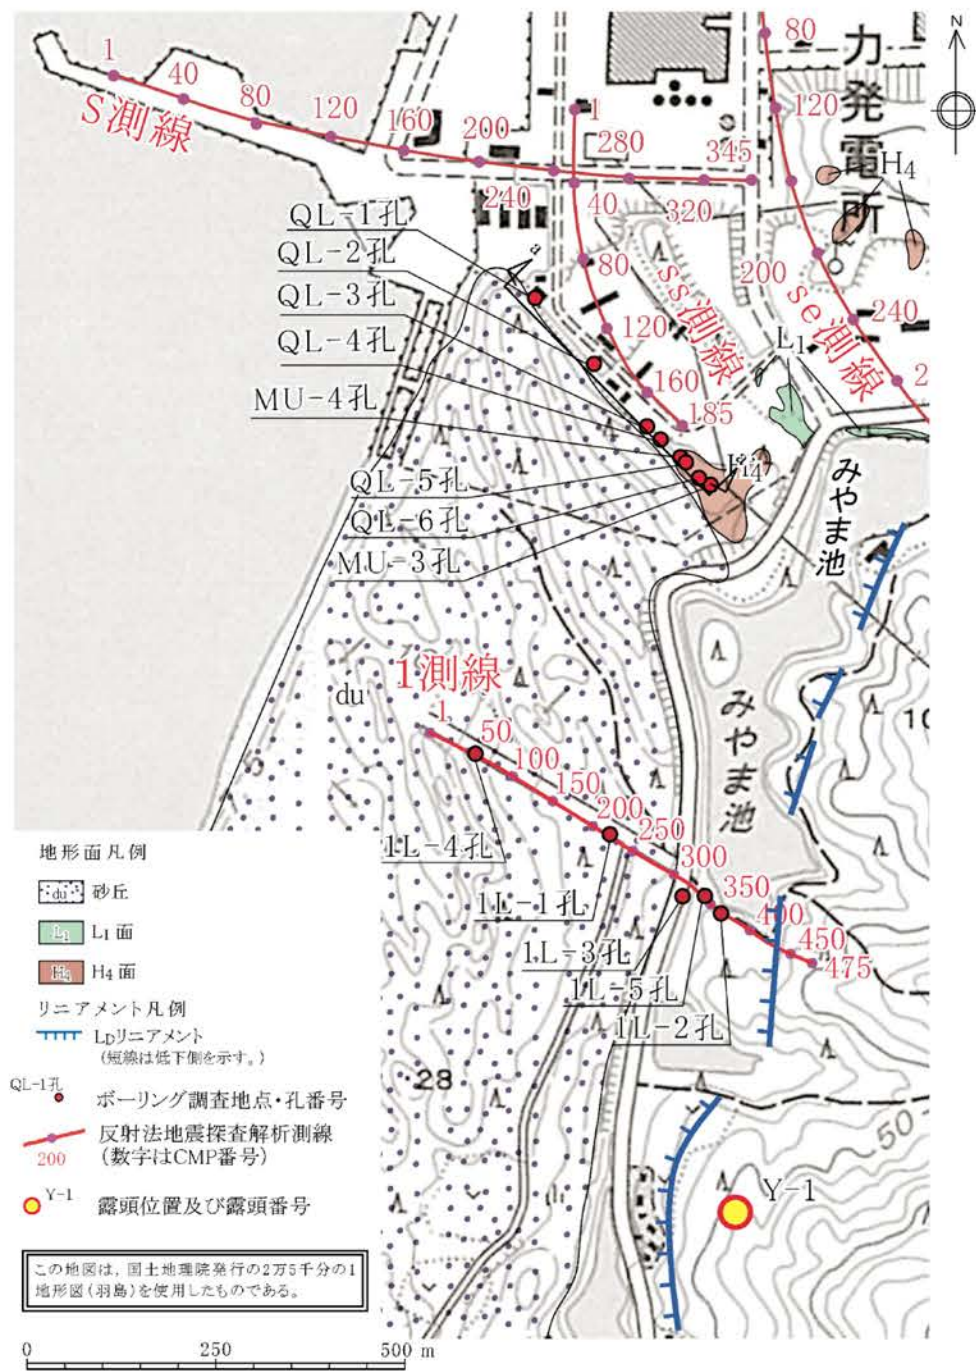 N
1
40
80
120
160
200
240
280
320
345
S測線
1
40
80
120
160
185
ss測線
80
120
200
240
2
se測線
力発電所
H4
L1
H4
a
QL-1孔
QL-2孔
QL-3孔
QL-4孔
MU-4孔
QL-5孔
QL-6孔
MU-3孔
みやま池
みやま池
10
du
1測線
1
50
100
150
200
250
300
350
400
450
475
1L-4孔
1L-1孔
1L-3孔
1L-5孔
1L-2孔
28
50
Y-1
地形面凡例
du 砂丘
L1 L1面
H4 H4面
リニアメント凡例
LDリニアメント
(短線は低下側を示す。)
QL-1孔
ボーリング調査地点・孔番号
反射法地震探査解析測線
200 (数字はCMP番号)
Y-1
露頭位置及び露頭番号
この地図は、国土地理院発行の2万5千分の1
地形図(羽島)を使用したものである。
0 250 500 m